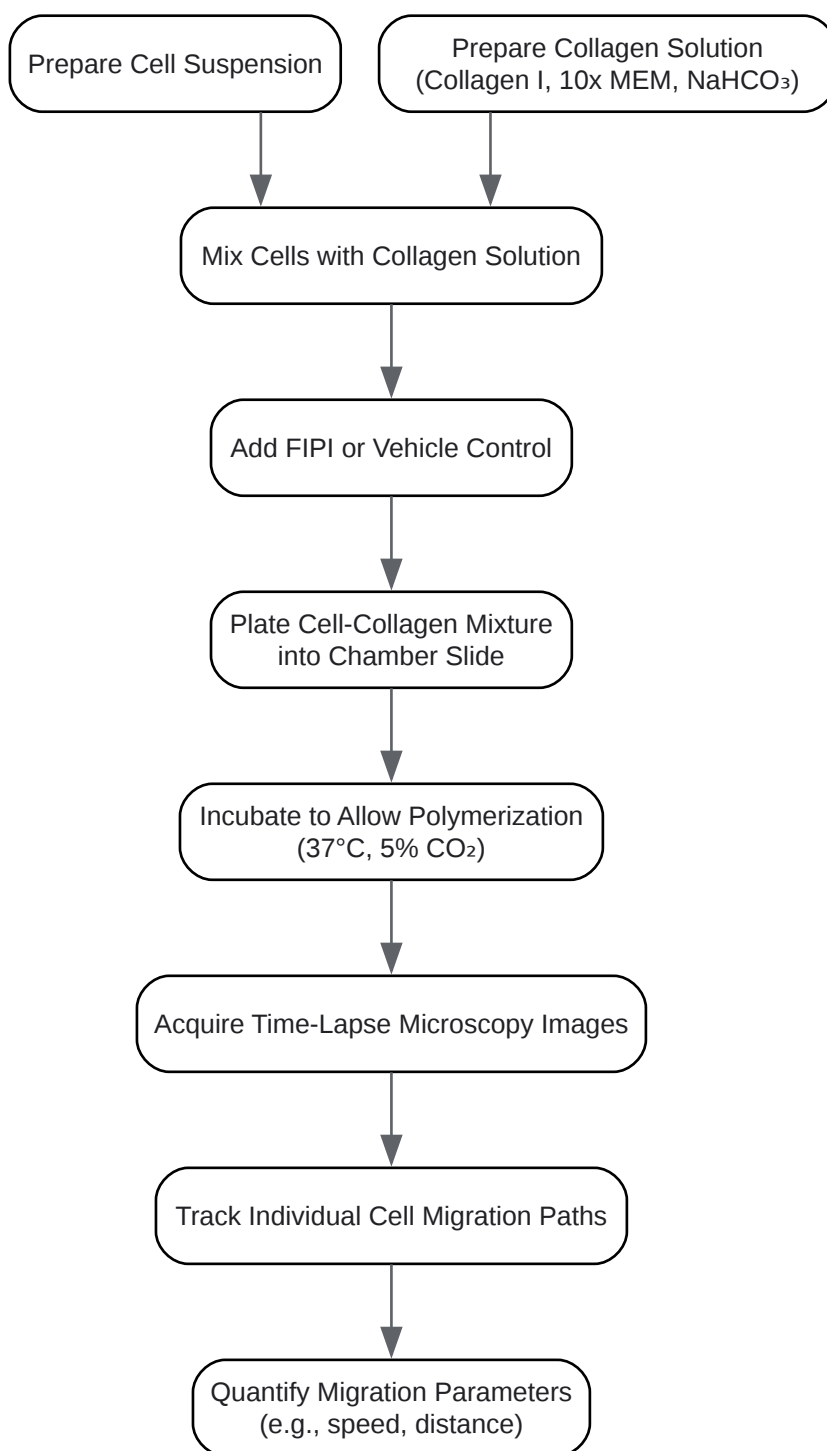 Prepare Cell Suspension
Prepare Collagen Solution
(Collagen I, 10x MEM, NaHCO₃)
Mix Cells with Collagen Solution
Add FIPI or Vehicle Control
Plate Cell-Collagen Mixture
into Chamber Slide
Incubate to Allow Polymerization
(37°C, 5% CO₂)
Acquire Time-Lapse Microscopy Images
Track Individual Cell Migration Paths
Quantify Migration Parameters
(e.g., speed, distance)